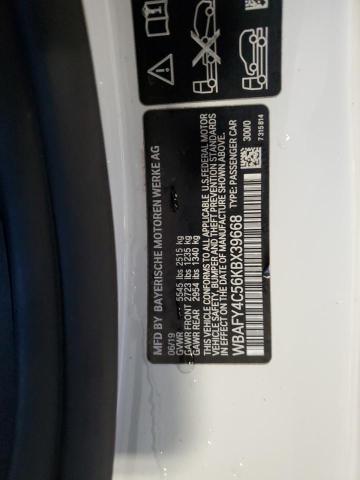 MFD BY BAYERISCHE MOTOREN WERKE AG
06/19
GVWR 5545 lbs 2515 kg
GAWR FRONT 2723 lbs 1235 kg
GAWR REAR 2954 lbs 1340 kg
THIS VEHICLE CONFORMS TO ALL APPLICABLE U.S. FEDERAL MOTOR
VEHICLE SAFETY, BUMPER AND THEFT PREVENTION STANDARDS
IN EFFECT ON THE DATE OF MANUFACTURE SHOWN ABOVE.
WBAFY4C56KBX39668
TYPE: PASSENGER CAR
300/0
7315814